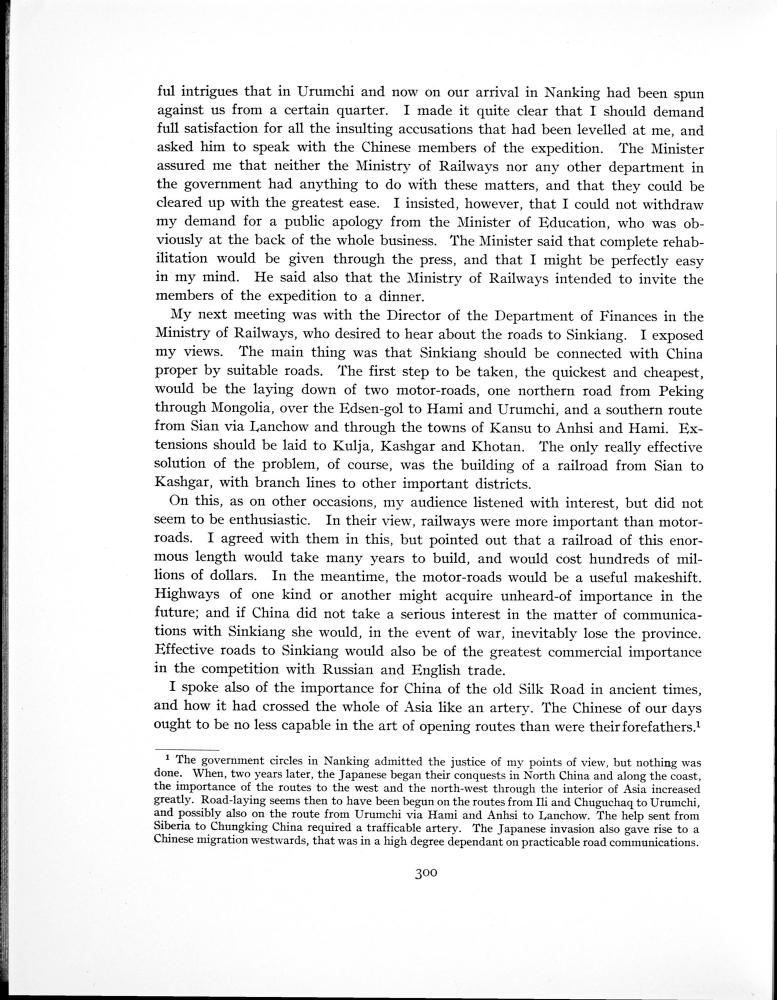 ful intrigues that in Urumchi and now on our arrival in Nanking had been spun
against us from a certain quarter. I made it quite clear that I should demand
full satisfaction for all the insulting accusations that had been levelled at me, and
asked him to speak with the Chinese members of the expedition. The Minister
assured me that neither the Ministry of Railways nor any other department in
the government had anything to do with these matters, and that they could be
cleared up with the greatest ease. I insisted, however, that I could not withdraw
my demand for a public apology from the Minister of Education, who was ob-
viously at the back of the whole business. The Minister said that complete rehab-
ilitation would be given through the press, and that I might be perfectly easy
in my mind. He said also that the Ministry of Railways intended to invite the
members of the expedition to a dinner.
My next meeting was with the Director of the Department of Finances in the
Ministry of Railways, who desired to hear about the roads to Sinkiang. I exposed
my views. The main thing was that Sinkiang should be connected with China
proper by suitable roads. The first step to be taken, the quickest and cheapest,
would be the laying down of two motor-roads, one northern road from Peking
through Mongolia, over the Edsen-gol to Hami and Urumchi, and a southern route
from Sian via Lanchow and through the towns of Kansu to Anhsi and Hami. Ex-
tensions should be laid to Kulja, Kashgar and Khotan. The only really effective
solution of the problem, of course, was the building of a railroad from Sian to
Kashgar, with branch lines to other important districts.
On this, as on other occasions, my audience listened with interest, but did not
seem to be enthusiastic. In their view, railways were more important than motor-
roads. I agreed with them in this, but pointed out that a railroad of this enor-
mous length would take many years to build, and would cost hundreds of mil-
lions of dollars. In the meantime, the motor-roads would be a useful makeshift.
Highways of one kind or another might acquire unheard-of importance in the
future; and if China did not take a serious interest in the matter of communica-
tions with Sinkiang she would, in the event of war, inevitably lose the province.
Effective roads to Sinkiang would also be of the greatest commercial importance
in the competition with Russian and English trade.
I spoke also of the importance for China of the old Silk Road in ancient times,
and how it had crossed the whole of Asia like an artery. The Chinese of our days
ought to be no less capable in the art of opening routes than were their forefathers.¹
¹ The government circles in Nanking admitted the justice of my points of view, but nothing was
done. When, two years later, the Japanese began their conquests in North China and along the coast,
the importance of the routes to the west and the north-west through the interior of Asia increased
greatly. Road-laying seems then to have been begun on the routes from Ili and Chuguchaq to Urumchi,
and possibly also on the route from Urumchi via Hami and Anhsi to Lanchow. The help sent from
Siberia to Chungking China required a trafficable artery. The Japanese invasion also gave rise to a
Chinese migration westwards, that was in a high degree dependant on practicable road communications.
300